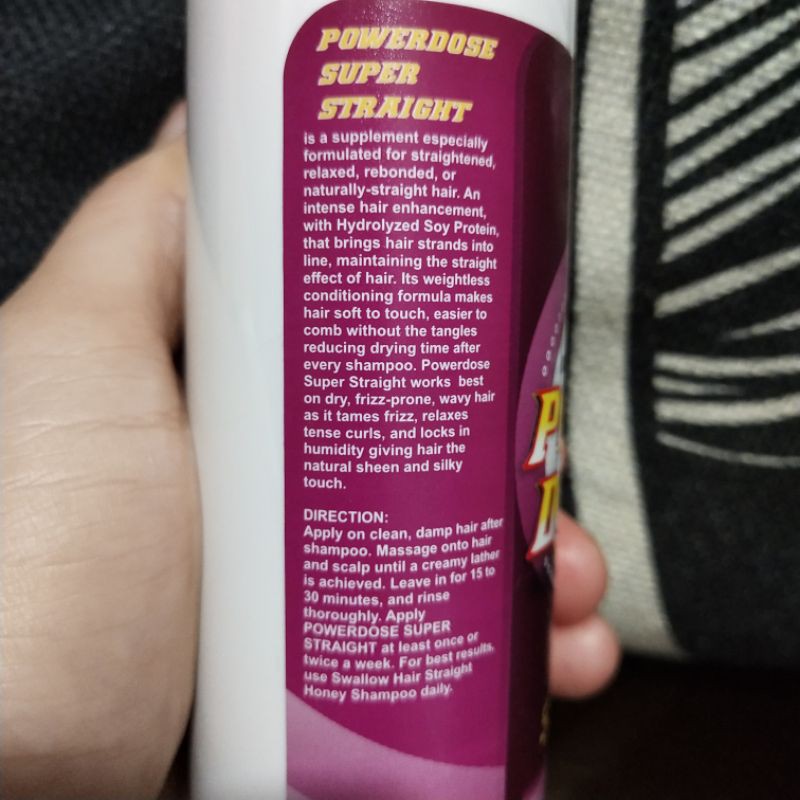 POWERDOSE
SUPER
STRAIGHT
is a supplement especially
formulated for straightened,
relaxed, rebonded, or
naturally-straight hair. An
intense hair enhancement,
with Hydrolyzed Soy Protein,
that brings hair strands into
line, maintaining the straight
effect of hair. Its weightless
conditioning formula makes
hair soft to touch, easier to
comb without the tangles
reducing drying time after
every shampoo. Powerdose
Super Straight works best
on dry, frizz-prone, wavy hair
as it tames frizz, relaxes
tense curls, and locks in
humidity giving hair the
natural sheen and silky
touch.
DIRECTION:
Apply on clean, damp hair after
shampoo. Massage onto hair
and scalp until a creamy lather
is achieved. Leave in for 15 to
30 minutes, and rinse
thoroughly. Apply
POWERDOSE SUPER
STRAIGHT at least once or
twice a week. For best results,
use Swallow Hair Straight
Honey Shampoo daily.